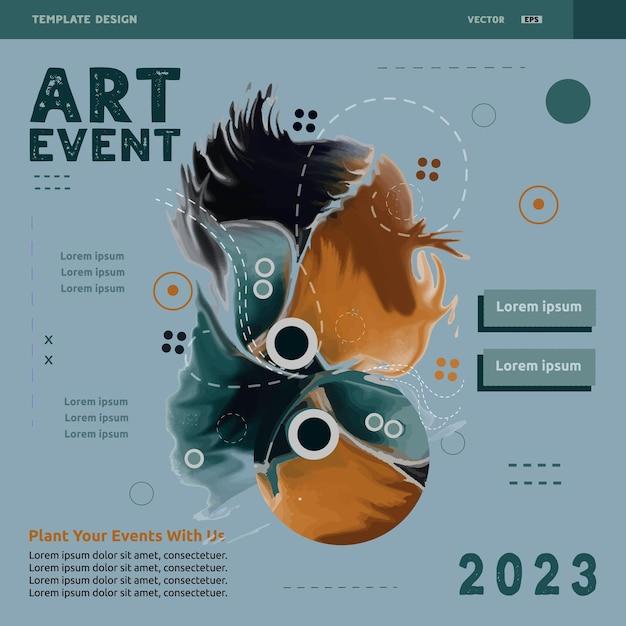 TEMPLATE DESIGN
VECTOR EPS
ART
EVENT
Lorem ipsum
Lorem ipsum
Lorem ipsum
x
x
Lorem ipsum
Lorem ipsum
Lorem ipsum
Lorem ipsum
Lorem ipsum
Plant Your Events With Us
Lorem ipsum dolor sit amet, consectetuer.
Lorem ipsum dolor sit amet, consectetuer.
Lorem ipsum dolor sit amet, consectetuer.
Lorem ipsum dolor sit amet, consectetuer.
2023